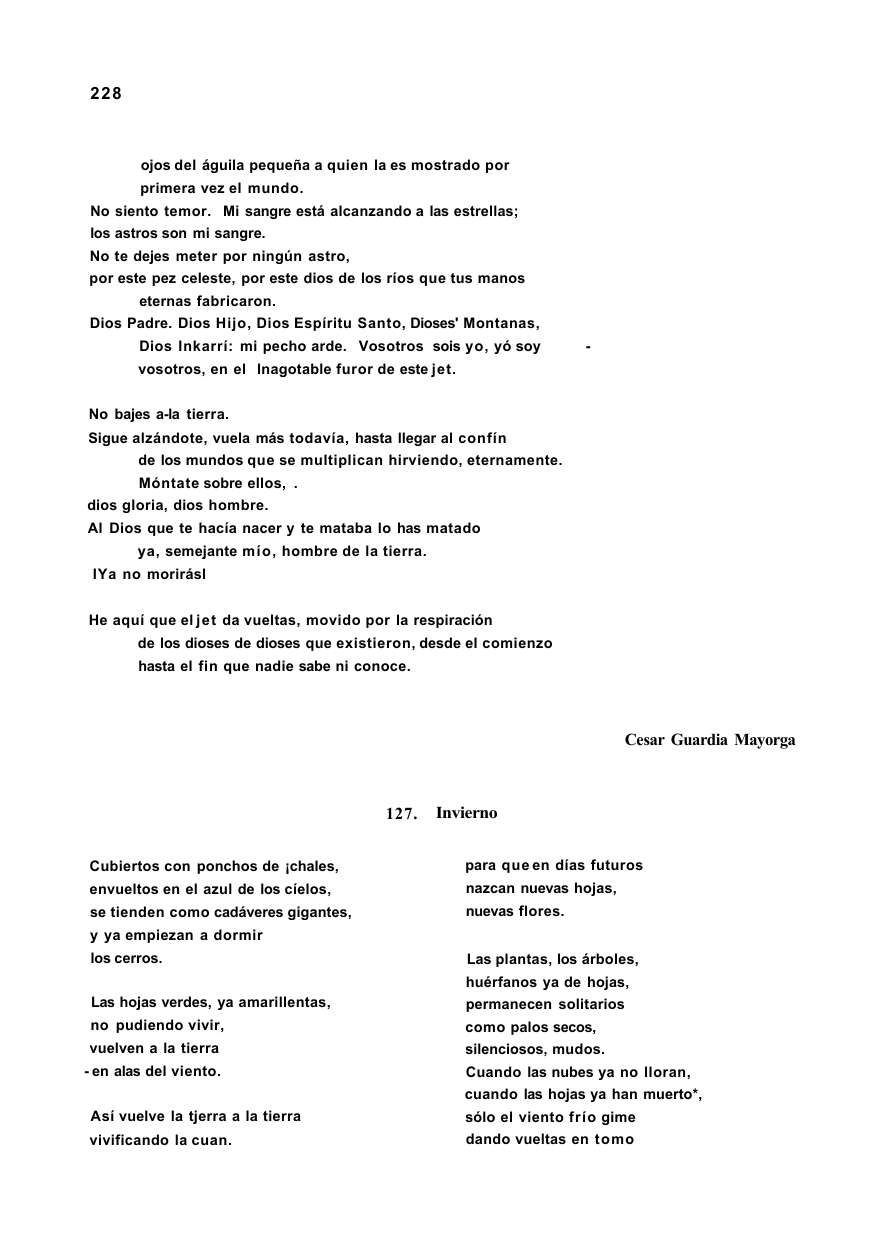 228
ojos del águila pequeña a quien la es mostrado por
primera vez el mundo.
No siento temor. Mi sangre está alcanzando a las estrellas;
los astros son mi sangre.
No te dejes meter por ningún astro,
por este pez celeste, por este dios de los ríos que tus manos
eternas fabricaron.
Dios Padre. Dios Hijo, Dios Espíritu Santo, Dioses' Montanas,
Dios Inkarrí: mi pecho arde. Vosotros sois yo, yó soy -
vosotros, en el Inagotable furor de este jet.
No bajes a-la tierra.
Sigue alzándote, vuela más todavía, hasta llegar al confín
de los mundos que se multiplican hirviendo, eternamente.
Móntate sobre ellos, .
dios gloria, dios hombre.
Al Dios que te hacía nacer y te mataba lo has matado
ya, semejante mío, hombre de la tierra.
lYa no morirásl
He aquí que el jet da vueltas, movido por la respiración
de los dioses de dioses que existieron, desde el comienzo
hasta el fin que nadie sabe ni conoce.
Cesar Guardia Mayorga
127. Invierno
Cubiertos con ponchos de ¡chales,
envueltos en el azul de los cíelos,
se tienden como cadáveres gigantes,
y ya empiezan a dormir
los cerros.
Las hojas verdes, ya amarillentas,
no pudiendo vivir,
vuelven a la tierra
- en alas del viento.
Así vuelve la tjerra a la tierra
vivificando la cuan.
para que en días futuros
nazcan nuevas hojas,
nuevas flores.
Las plantas, los árboles,
huérfanos ya de hojas,
permanecen solitarios
como palos secos,
silenciosos, mudos.
Cuando las nubes ya no lloran,
cuando las hojas ya han muerto*,
sólo el viento frío gime
dando vueltas en tomo